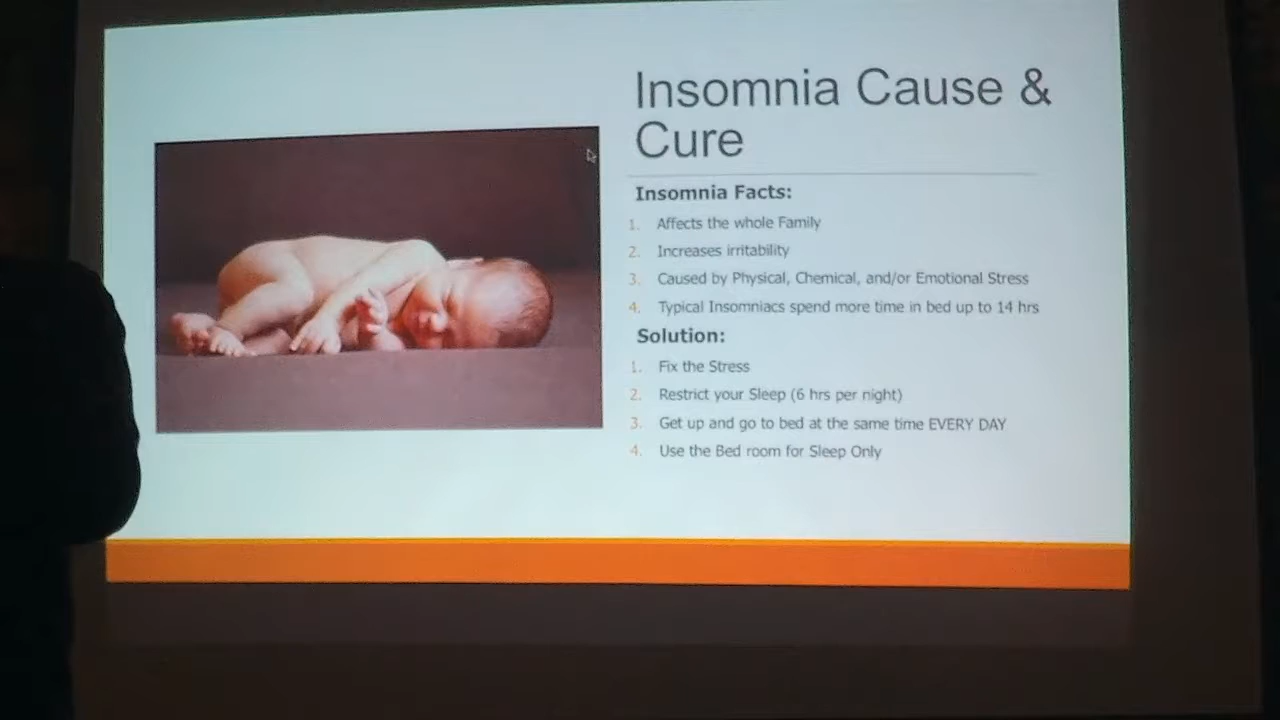 Insomnia Cause &
Cure
Insomnia Facts:
1. Affects the whole Family
2. Increases irritability
3. Caused by Physical, Chemical, and/or Emotional Stress
4. Typical Insomniacs spend more time in bed up to 14 hrs
Solution:
1. Fix the Stress
2. Restrict your Sleep (6 hrs per night)
3. Get up and go to bed at the same time EVERY DAY
4. Use the Bed room for Sleep Only